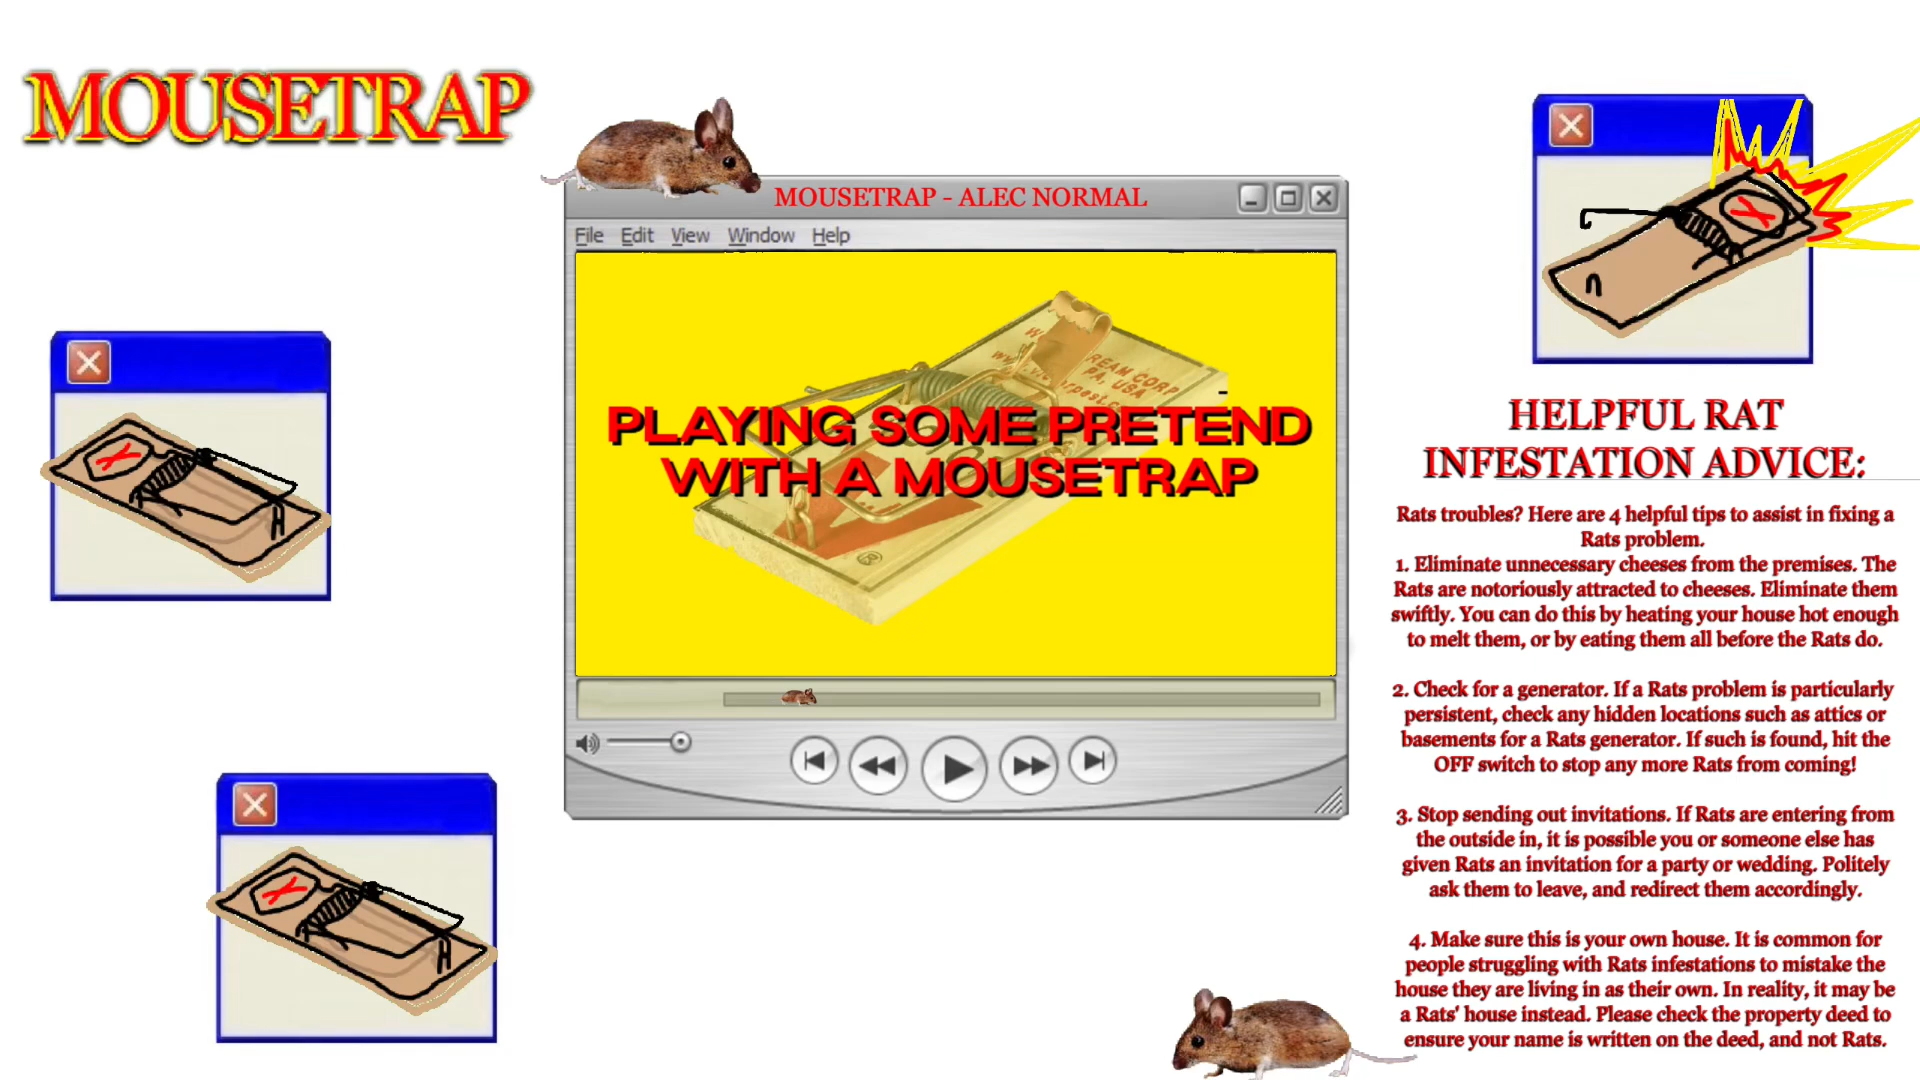 MOUSETRAP
MOUSETRAP - ALEC NORMAL
File Edit View Window Help
REAM CORP
PA, USA
PLAYING SOME PRETEND
WITH A MOUSETRAP
HELPFUL RAT
INFESTATION ADVICE:
Rats troubles? Here are 4 helpful tips to assist in fixing a
Rats problem.
1. Eliminate unnecessary cheeses from the premises. The
Rats are notoriously attracted to cheeses. Eliminate them
swiftly. You can do this by heating your house hot enough
to melt them, or by eating them all before the Rats do.
2. Check for a generator. If a Rats problem is particularly
persistent, check any hidden locations such as attics or
basements for a Rats generator. If such is found, hit the
OFF switch to stop any more Rats from coming!
3. Stop sending out invitations. If Rats are entering from
the outside in, it is possible you or someone else has
given Rats an invitation for a party or wedding. Politely
ask them to leave, and redirect them accordingly.
4. Make sure this is your own house. It is common for
people struggling with Rats infestations to mistake the
house they are living in as their own. In reality, it may be
a Rats' house instead. Please check the property deed to
ensure your name is written on the deed, and not Rats.